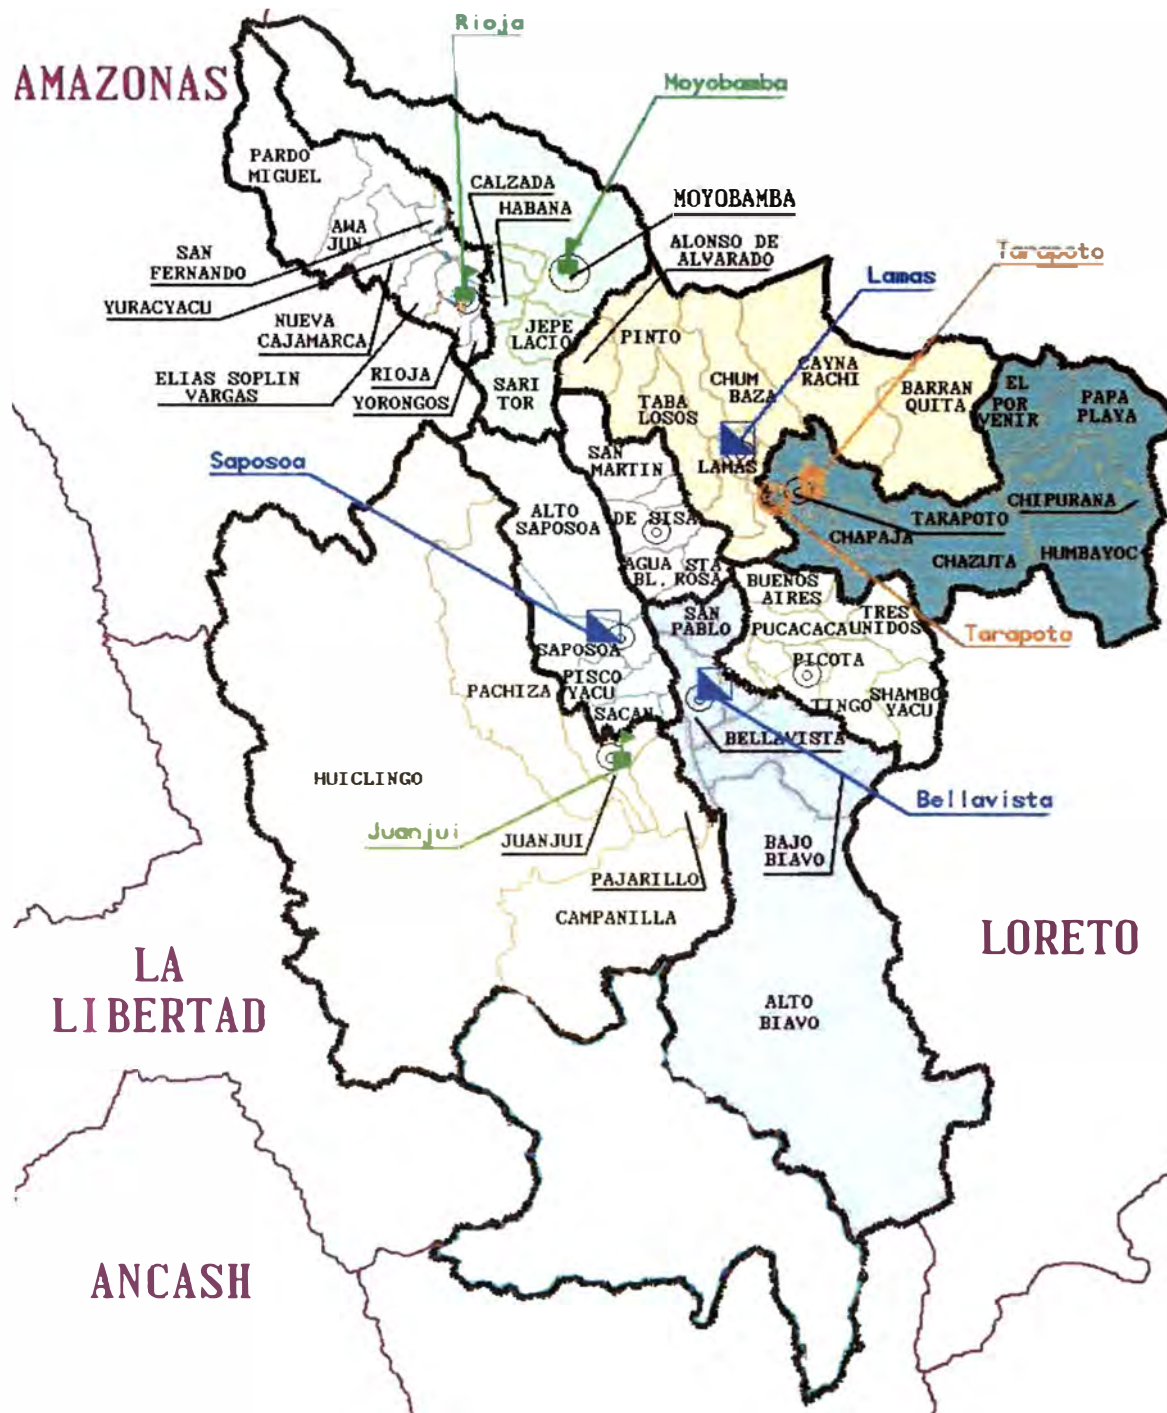 Rioja
AMAZONAS
Moyobamba
PARDO
MIGUEL
CALZADA
HABANA
MOYOBAMBA
AWA
JUN
SAN
FERNANDO
ALONSO DE
ALVARADO
Tarapoto
Lamas
YURACYACU
NUEVA
CAJAMARCA
JEPE
LACIO
PINTO
ELIAS SOPLIN
VARGAS
RIOJA
YORONGOS
SARI
TOR
CHUM
BAZA
CAYNA
RACHI
BARRAN
QUITA
EL
POR
VENIR
PAPA
PLAYA
TABA
LOSOS
Saposoa
SAN
MARTIN
LAMAS
ALTO
SAPOSOA
DE SISA
CHIPURANA
TARAPOTO
CHAPAJA
CHAZUTA
HUMBAYOC
AGUA STA
BL. ROSA
BUENOS
AIRES
SAN
PABLO
TRES
UNIDOS
PUCACACA
Tarapoto
SAPOSOA
PICOTA
PISCO
YACU
PACHIZA
SACAN
TINGO
SHAMBO
YACU
BELLAVISTA
HUICLINGO
Bellavista
Juanjui
JUANJUI
BAJO
BIAVO
PAJARILLO
CAMPANILLA
LORETO
LA
LIBERTAD
ALTO
BIAVO
ANCASH